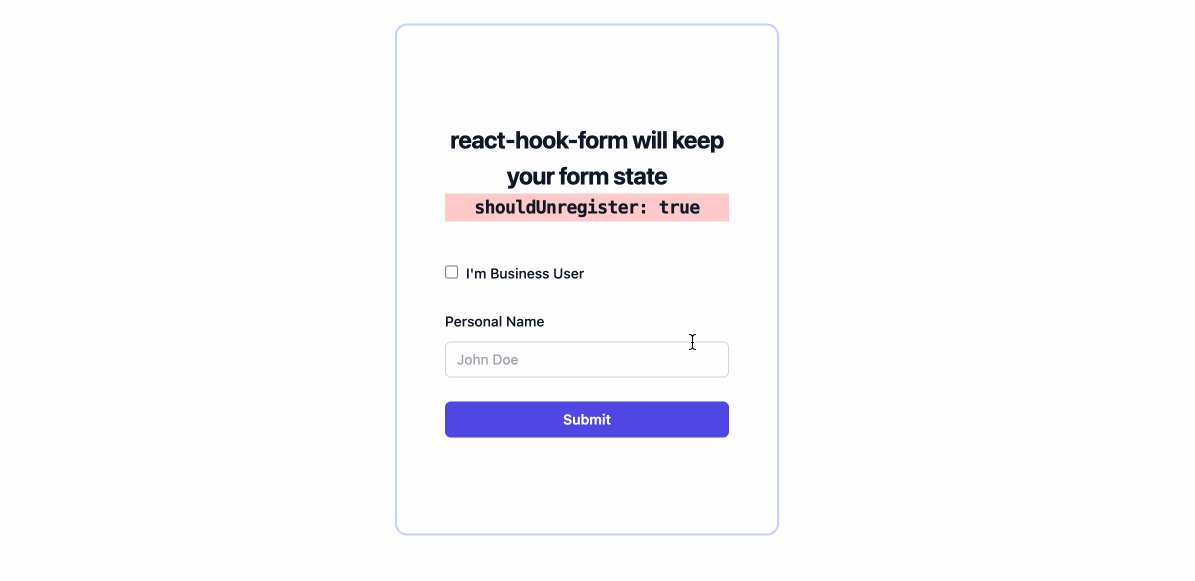 react-hook-form will keep
your form state
shouldUnregister: true
I'm Business User
Personal Name
John Doe
Submit